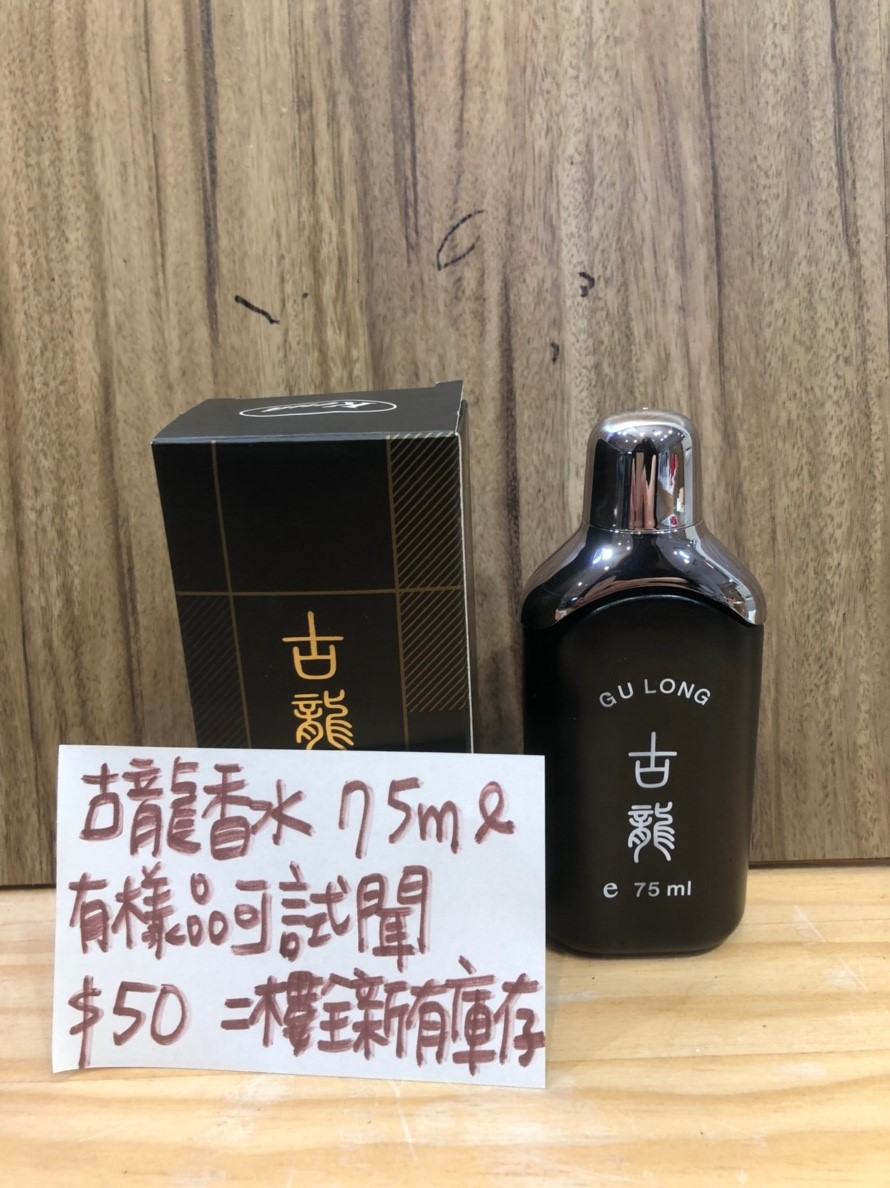 古龍
GU LONG
古龍
e 75 ml
古龍香水 75ml
有樣品可試聞
$50 二樓全新有庫存